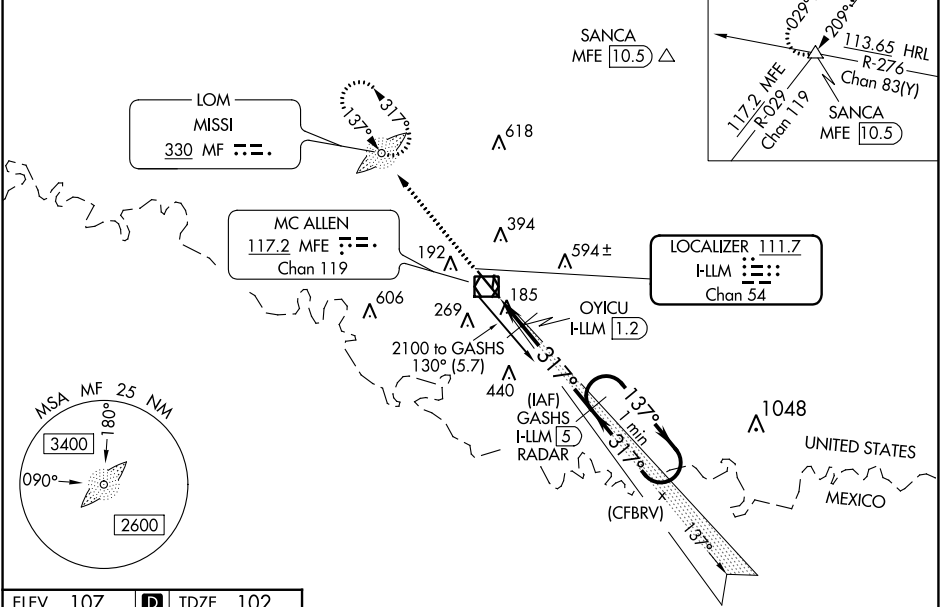 029°
209°
113.65 HRL
R-276
Chan 83(Y)
117.2 MFE
R-029
Chan 119
SANCA
MFE 10.5
SANCA
MFE 10.5
LOM
MISSI
330 MF
137°
317°
618
MC ALLEN
117.2 MFE
Chan 119
394
192
594±
LOCALIZER 111.7
I-LLM
Chan 54
606
269
185
OYICU
I-LLM 1.2
2100 to GASHS
130° (5.7)
440
317°
(IAF)
GASHS
I-LLM 5
RADAR
137°
1 min
317°
1048
UNITED STATES
MEXICO
(CFBRV)
x
137°
MSA MF 25 NM
180°
3400
090°
2600
ELEV 107 D TDZE 102